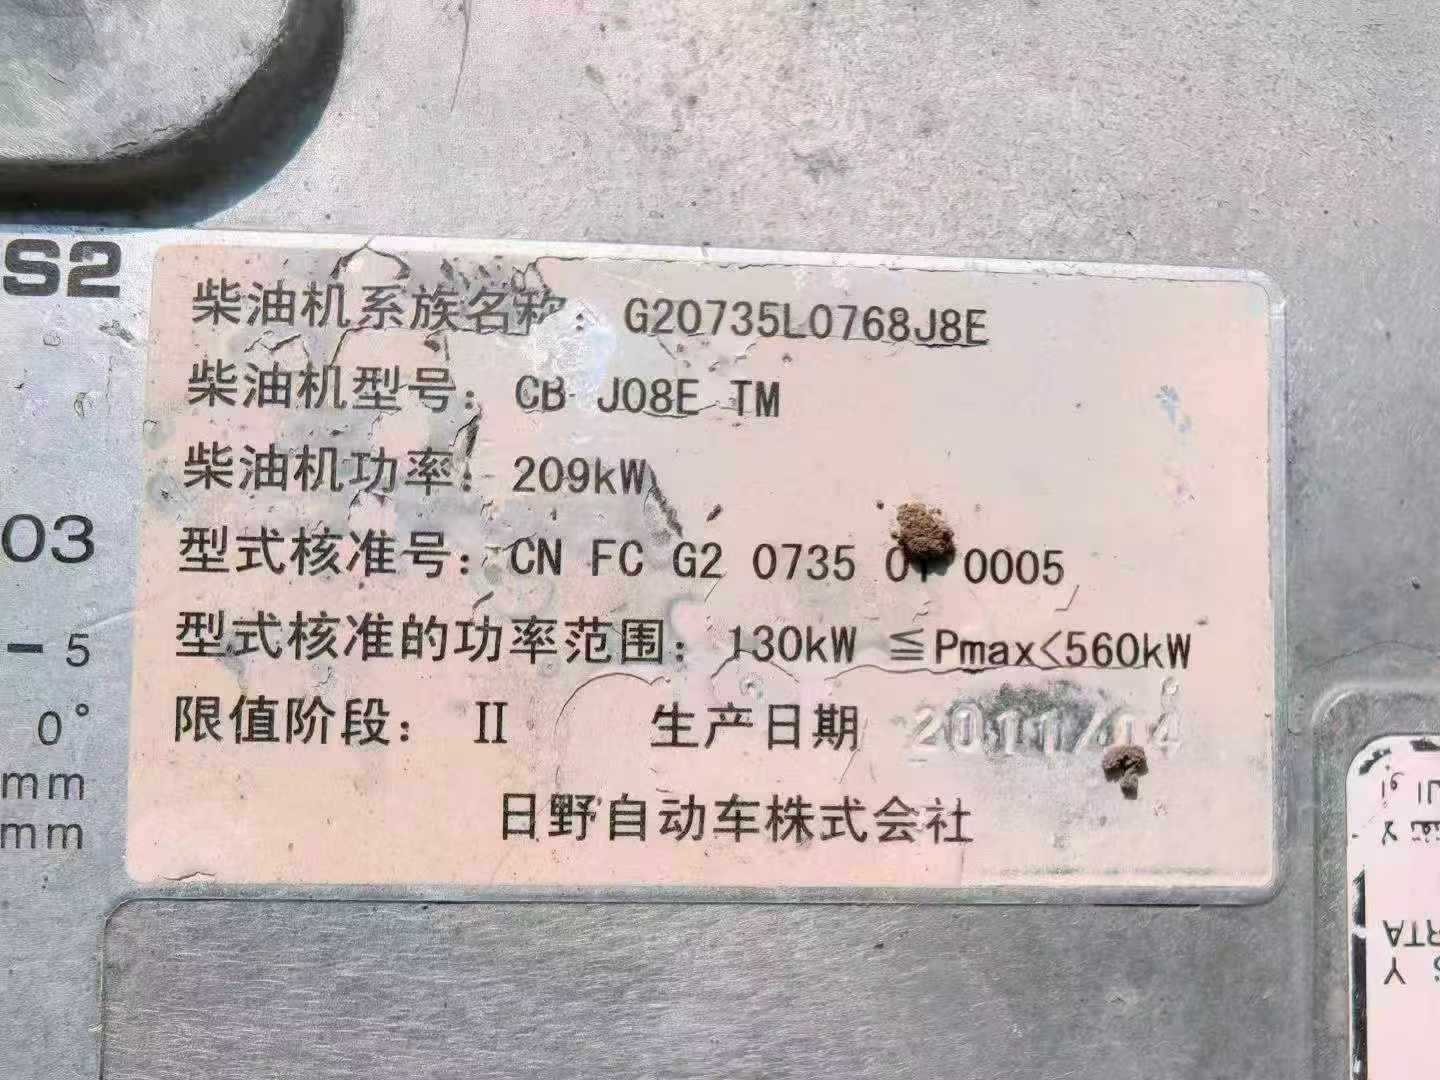 S2
柴油机系族名称: G20735L0768J8E
柴油机型号: CB J08E TM
柴油机功率: 209kW
03
型式核准号: CN FC G2 0735 01 0005
- 5
型式核准的功率范围: 130kW ≦Pmax<560kW
0°
限值阶段: II 生产日期 2011/04
mm
mm
日野自动车株式会社